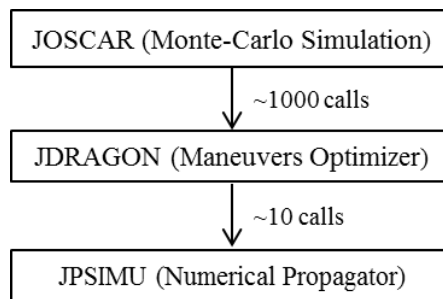 JOSCAR (Monte-Carlo Simulation)
~1000 calls
JDRAGON (Maneuvers Optimizer)
~10 calls
JPSIMU (Numerical Propagator)